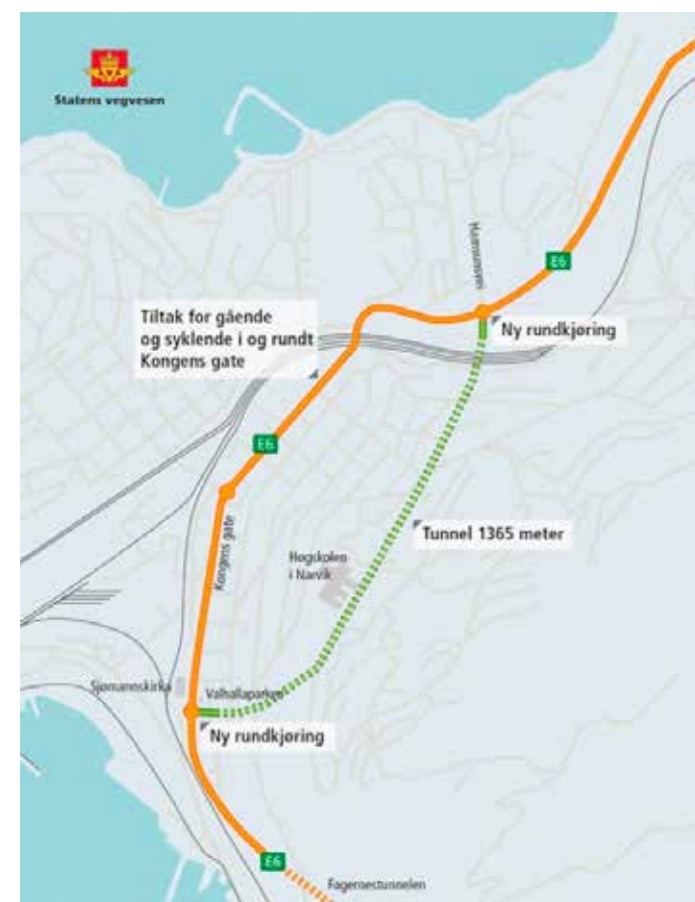 Statens vegvesen
E6
Tiltak for gående
og syklende i og rundt
Kongens gate
Ny rundkjøring
E6
Kongens gate
Tunnel 1365 meter
Høgskolen
i Narvik
Sjømannskirka
Valhallaparken
Ny rundkjøring
E6
Fagernestunnelen